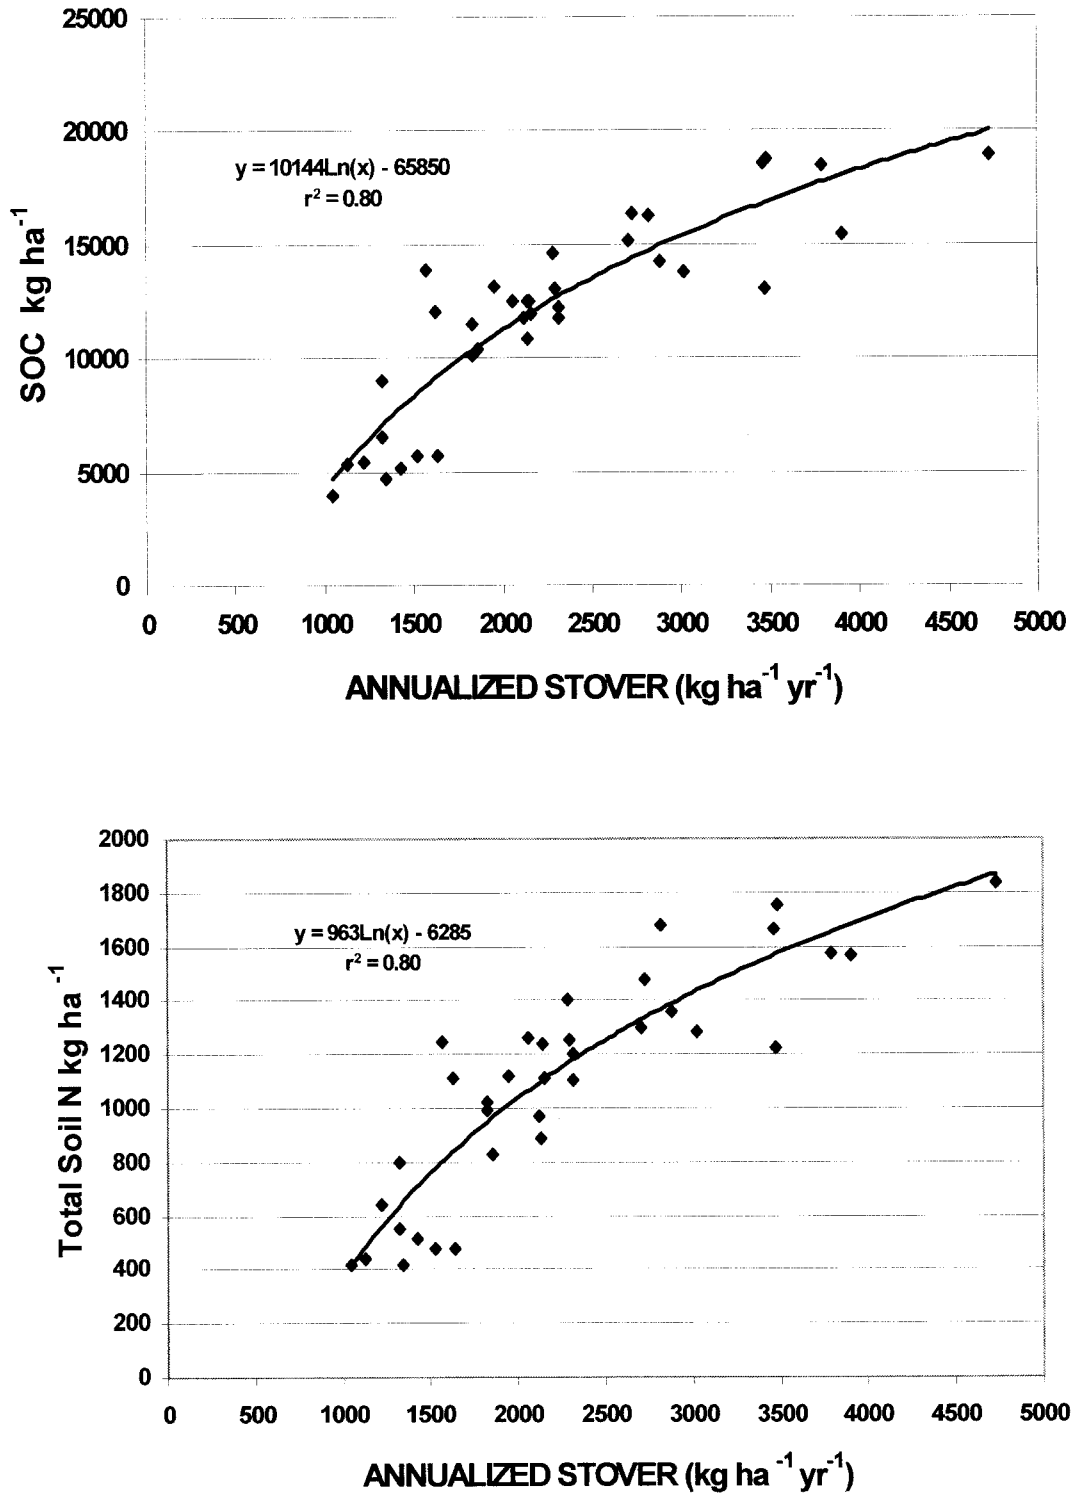 25000
20000
15000
10000
5000
0
SOC kg ha⁻¹
y = 10144Ln(x) - 65850
r² = 0.80
0 500 1000 1500 2000 2500 3000 3500 4000 4500 5000
ANNUALIZED STOVER (kg ha⁻¹ yr⁻¹)
2000
1800
1600
1400
1200
1000
800
600
400
200
0
Total Soil N kg ha⁻¹
y = 963Ln(x) - 6285
r² = 0.80
0 500 1000 1500 2000 2500 3000 3500 4000 4500 5000
ANNUALIZED STOVER (kg ha⁻¹ yr⁻¹)